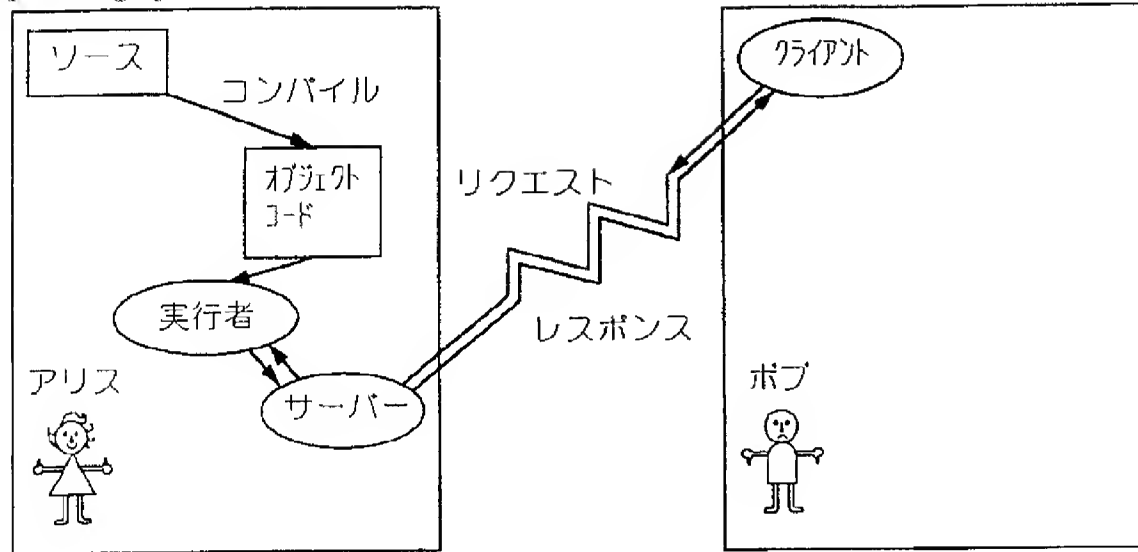 ソース
コンパイル
オブジェクト
コード
実行者
サーバー
アリス
リクエスト
レスポンス
クライアント
ボブ